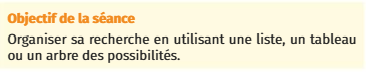 Objectif de la séance
Organiser sa recherche en utilisant une liste, un tableau
ou un arbre des possibilités.